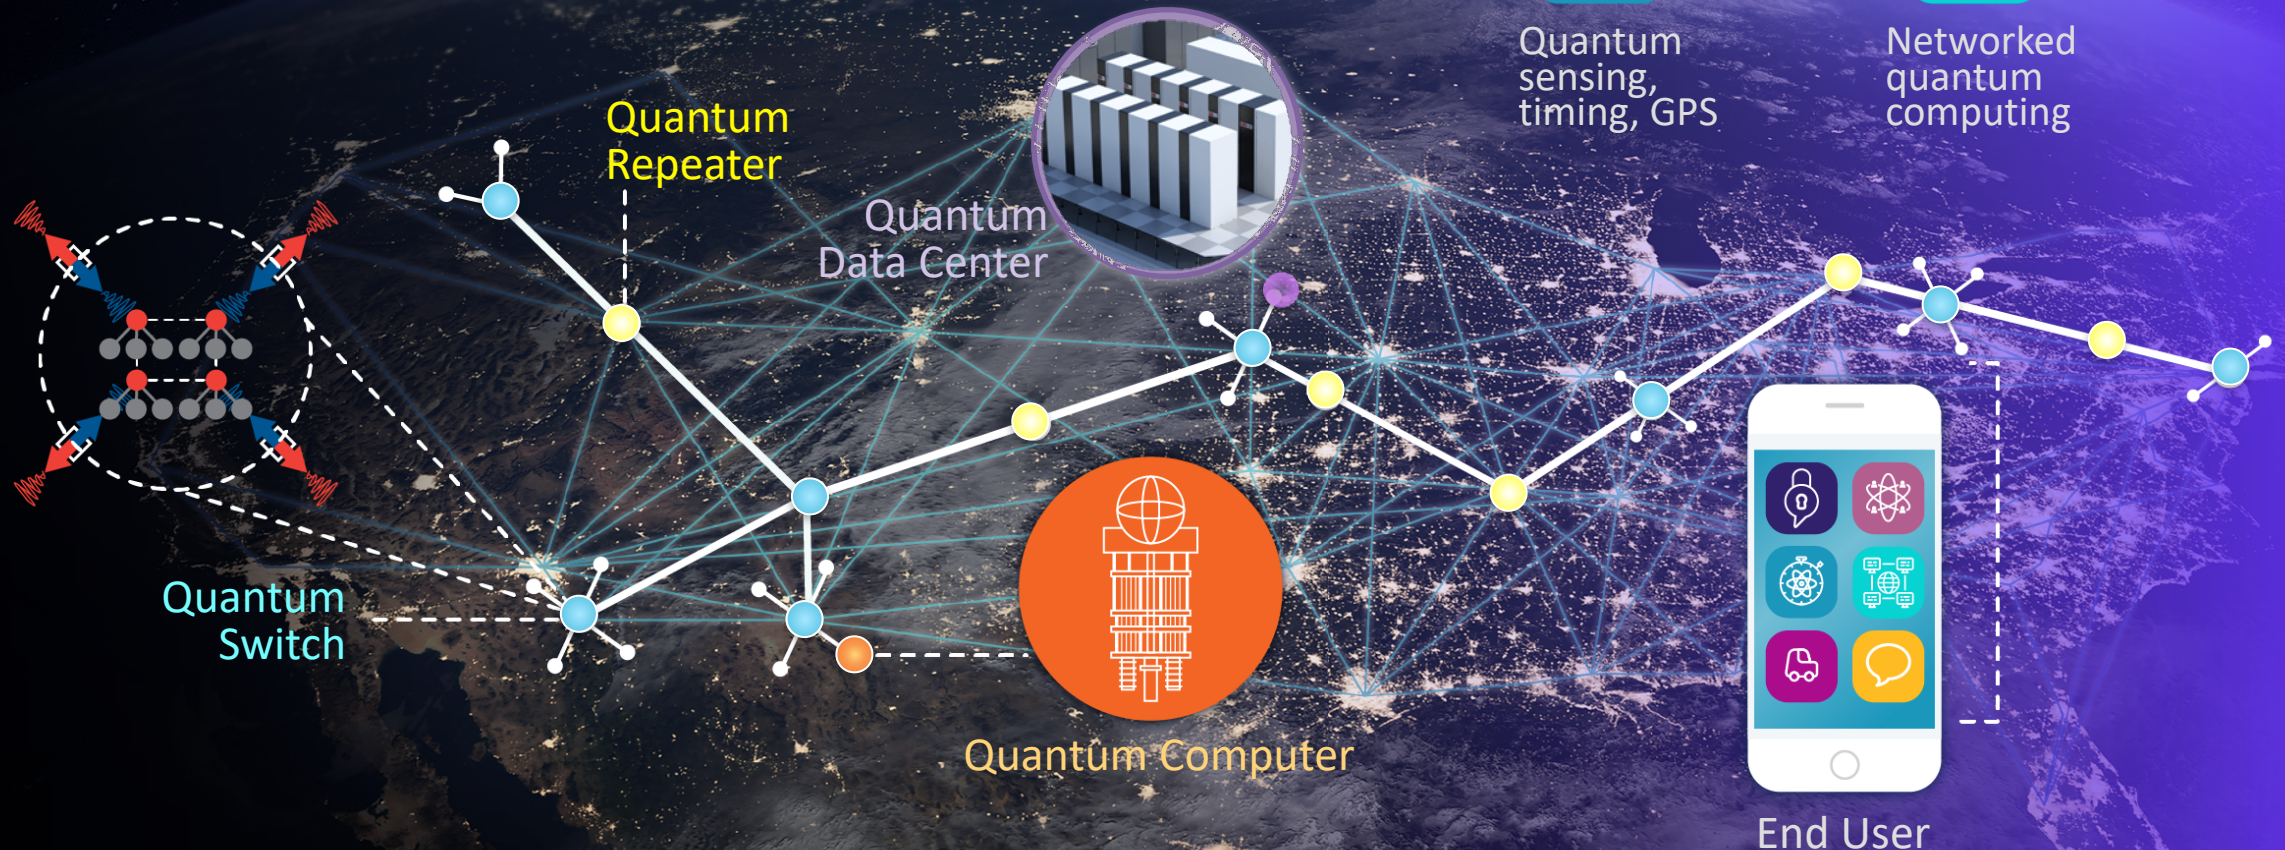 Quantum
sensing,
timing, GPS
Networked
quantum
computing
Quantum
Repeater
Quantum
Data Center
Quantum
Switch
Quantum Computer
End User